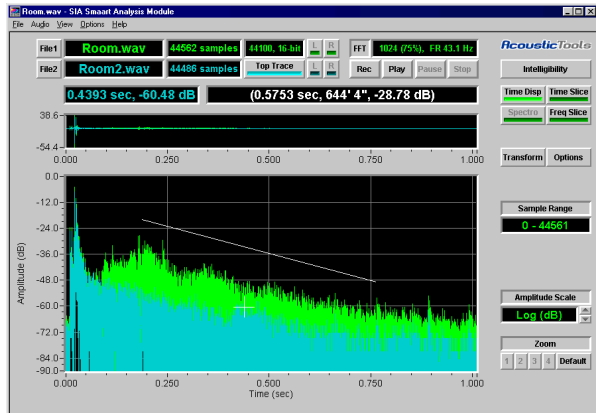 Room.wav - SIA Smaart Analysis Module
File Audio View Options Help
File1 Room.wav 44562 samples 44100, 16-bit L R FFT 1024 (75%), FR 43.1 Hz
AcousticTools
File2 Room2.wav 44486 samples Top Trace L R Rec Play Pause Stop
Intelligibility
0.4393 sec, -60.48 dB (0.5753 sec, 644' 4", -28.78 dB)
Time Disp Time Slice
Spectro Freq Slice
38.6
-54.4
0.000 0.250 0.500 0.750 1.000
Transform Options
0.0
-12.0
-24.0
-36.0
-48.0
-60.0
-72.0
-84.0
-90.0
Amplitude (dB)
0.000 0.250 0.500 0.750 1.000
Time (sec)
Sample Range
0 - 44561
Amplitude Scale
Log (dB)
Zoom
1 2 3 4 Default